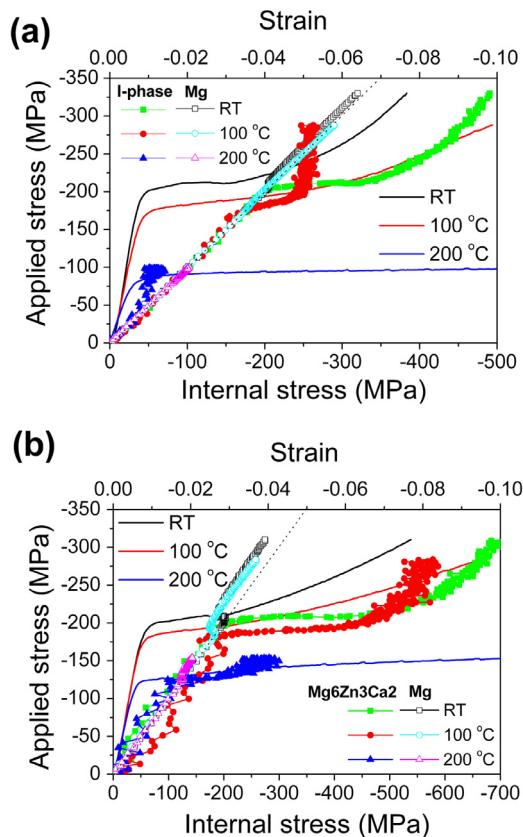 (a)
Strain
0.00 -0.02 -0.04 -0.06 -0.08 -0.10
Applied stress (MPa)
-350
-300
-250
-200
-150
-100
-50
0
I-phase Mg
RT
100 °C
200 °C
RT
100 °C
200 °C
0 -100 -200 -300 -400 -500
Internal stress (MPa)
(b)
Strain
0.00 -0.02 -0.04 -0.06 -0.08 -0.10
Applied stress (MPa)
-350
-300
-250
-200
-150
-100
-50
0
RT
100 °C
200 °C
Mg6Zn3Ca2 Mg
RT
100 °C
200 °C
0 -100 -200 -300 -400 -500 -600 -700
Internal stress (MPa)